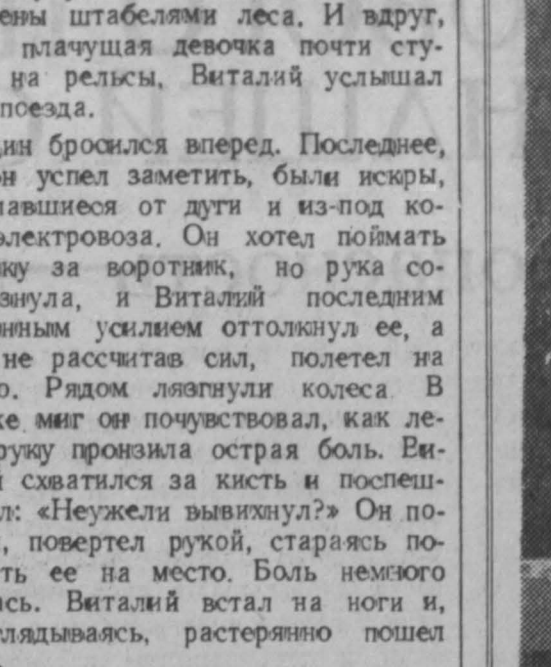 ены штабелями леса. И вдруг,
плачущая девочка почти сту-
на рельсы, Виталий услышал
поезда.
ин бросился вперед. Последнее,
он успел заметить, были искры,
павшиеся от дуги и из-под ко-
электровоза. Он хотел поймать
ку за воротник, но рука со-
знула, и Виталий последним
нным усилием оттолкнул ее, а
не рассчитав сил, полетел на
о. Рядом лязгнули колеса. В
же миг он почувствовал, как ле-
руку пронзила острая боль. Ви-
й схватился за кисть и поспеш-
л: «Неужели вывихнул?» Он по-
, повертел рукой, стараясь по-
ть ее на место. Боль немного
ась. Виталий встал на ноги и,
глядываясь, растерянно пошел